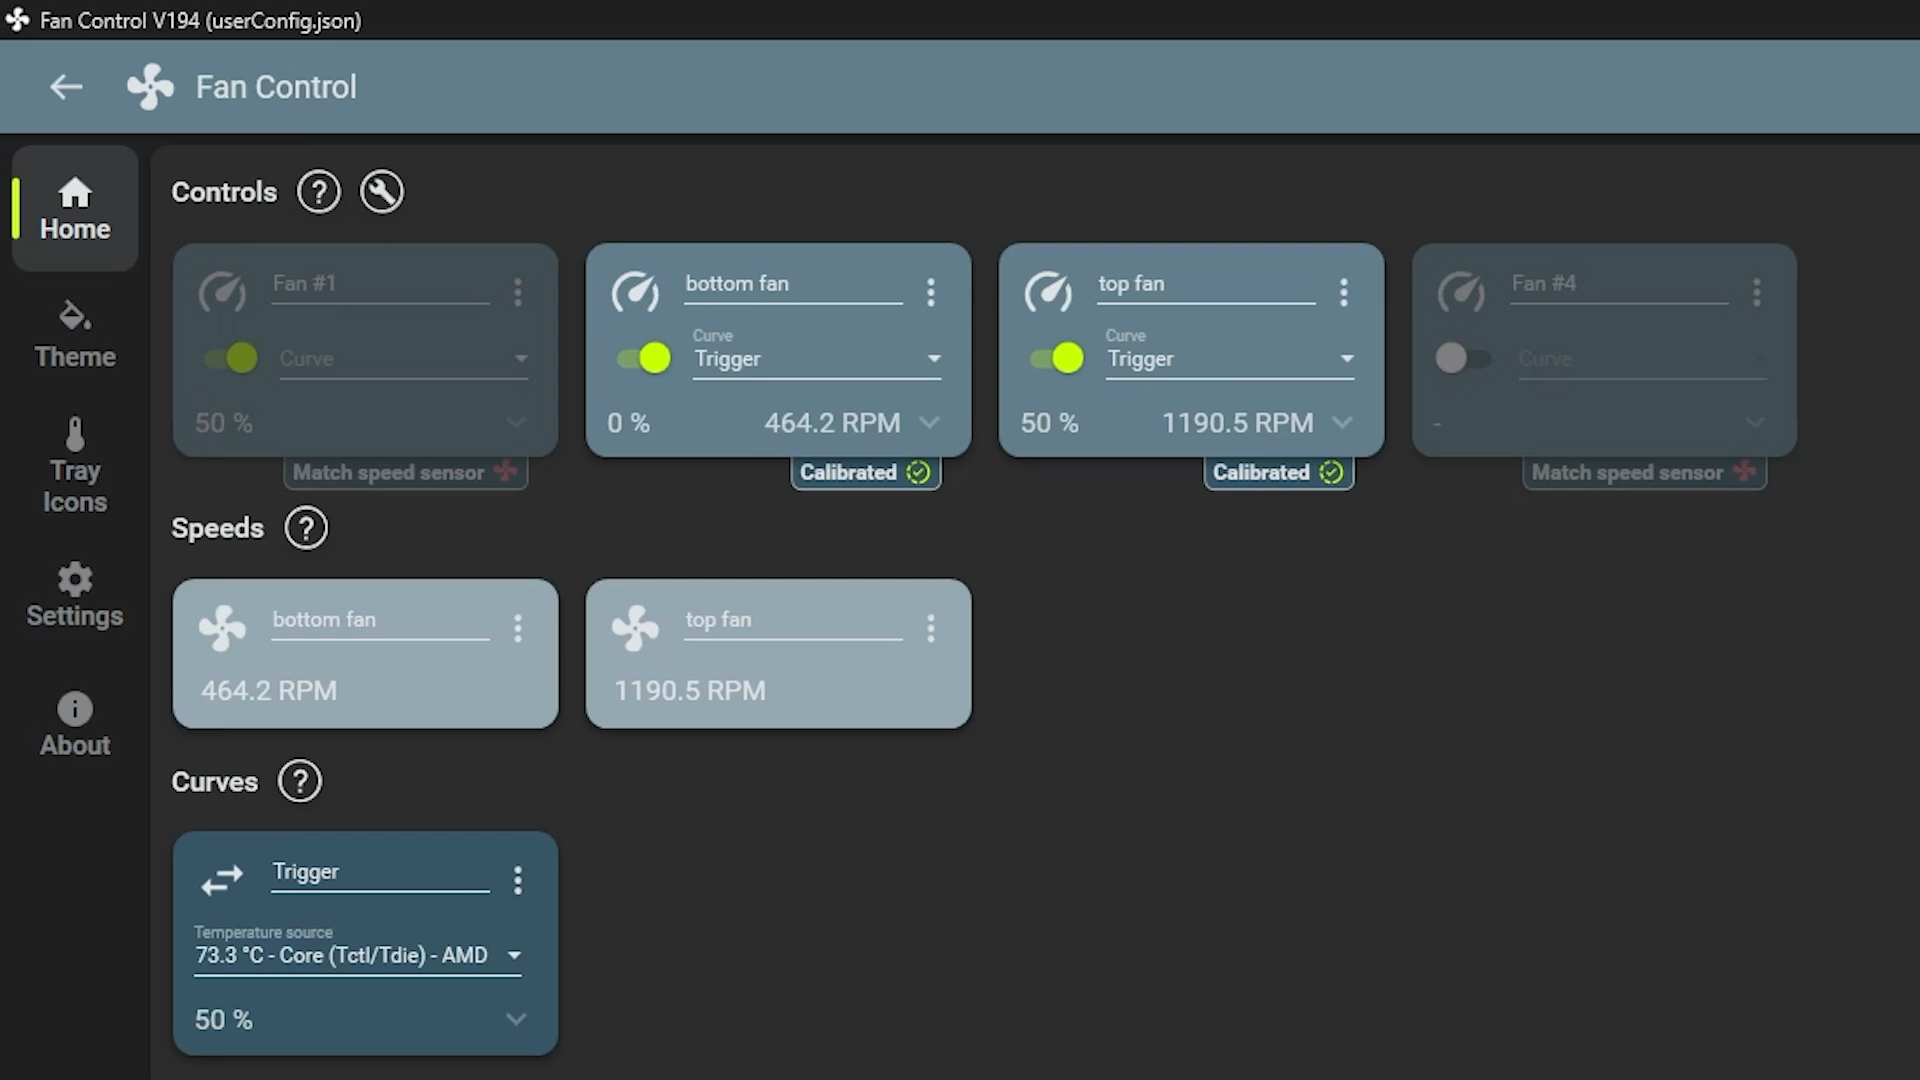 Fan Control V194 (userConfig.json)
Fan Control
Home
Theme
Tray
Icons
Settings
About
Controls
Fan #1
Curve
50 %
Match speed sensor
bottom fan
Curve
Trigger
0 %
464.2 RPM
Calibrated
top fan
Curve
Trigger
50 %
1190.5 RPM
Calibrated
Fan #4
Curve
-
Match speed sensor
Speeds
bottom fan
464.2 RPM
top fan
1190.5 RPM
Curves
Trigger
Temperature source
73.3 °C - Core (Tctl/Tdie) - AMD
50 %